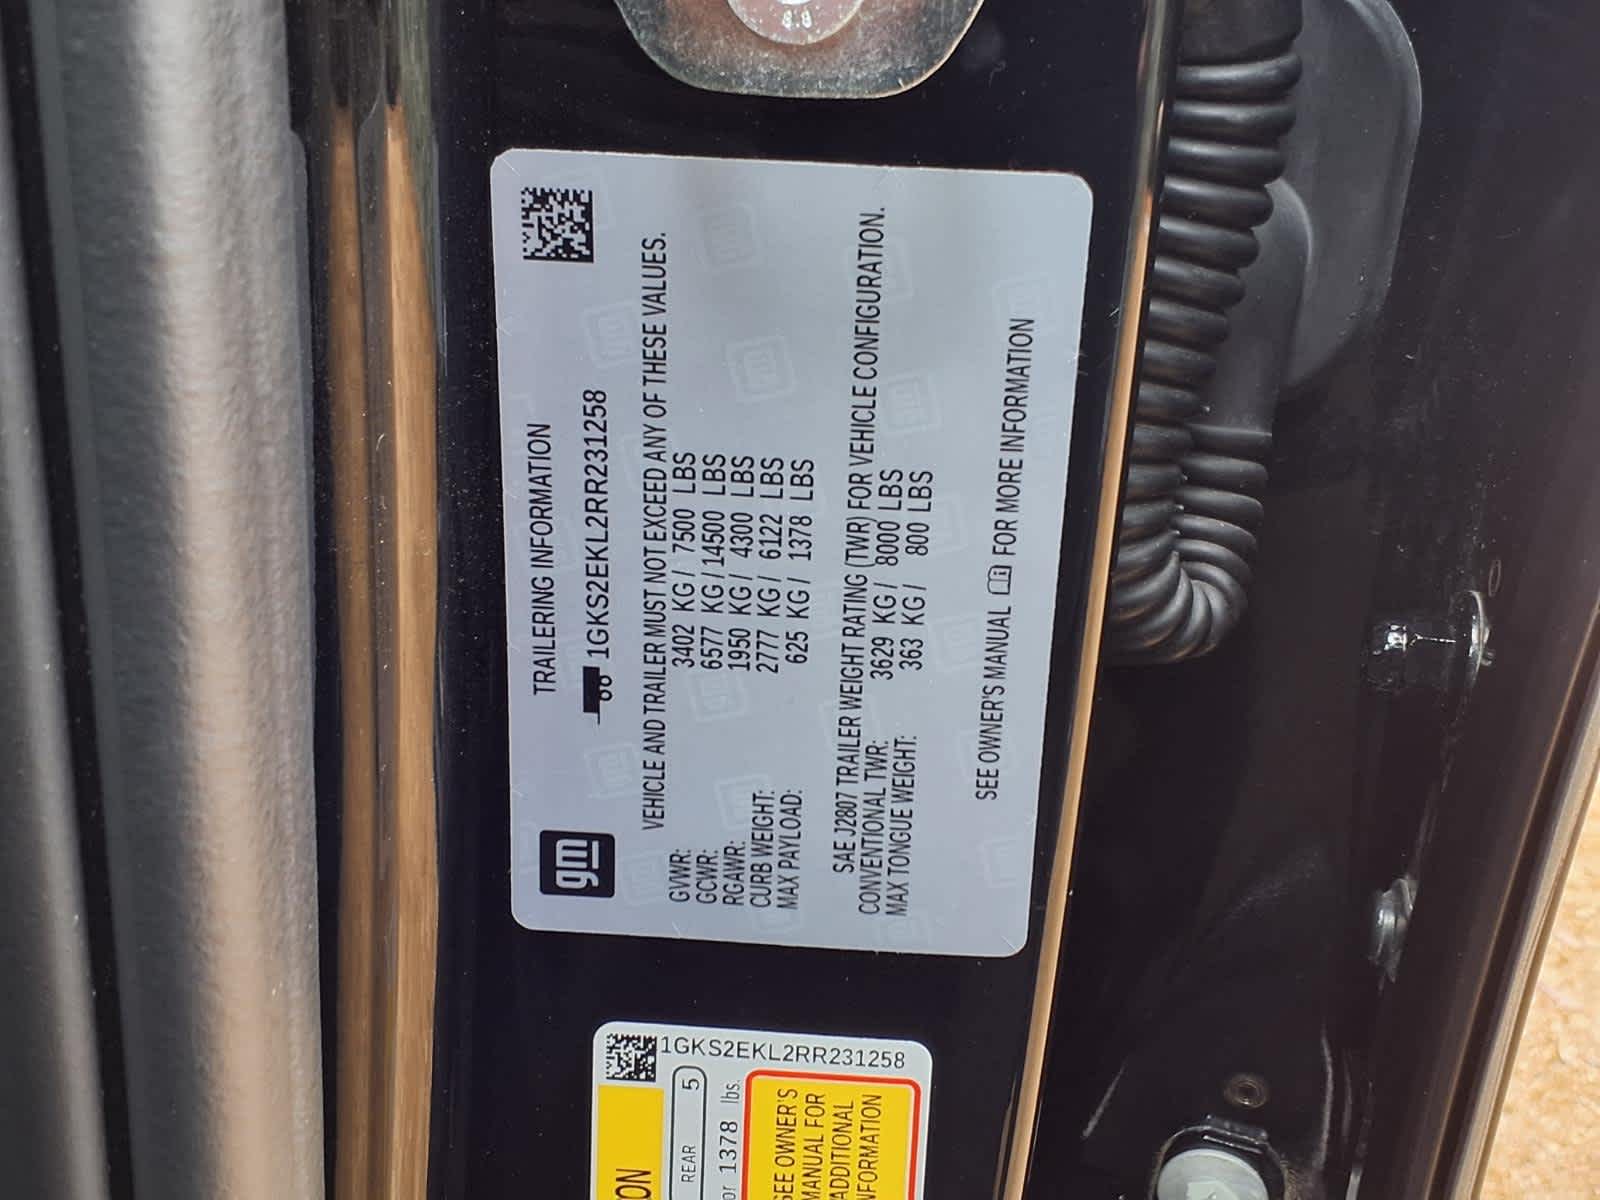 8.8
TRAILERING INFORMATION
gm
1GKS2EKL2RR231258
VEHICLE AND TRAILER MUST NOT EXCEED ANY OF THESE VALUES.
GVWR: 3402 KG / 7500 LBS
GCWR: 6577 KG / 14500 LBS
RGAWR: 1950 KG / 4300 LBS
CURB WEIGHT: 2777 KG / 6122 LBS
MAX PAYLOAD: 625 KG / 1378 LBS
SAE J2807 TRAILER WEIGHT RATING (TWR) FOR VEHICLE CONFIGURATION.
CONVENTIONAL TWR: 3629 KG / 8000 LBS
MAX TONGUE WEIGHT: 363 KG / 800 LBS
SEE OWNER'S MANUAL FOR MORE INFORMATION
1GKS2EKL2RR231258
ON
REAR 5
or 1378 lbs.
SEE OWNER'S
MANUAL FOR
ADDITIONAL
INFORMATION